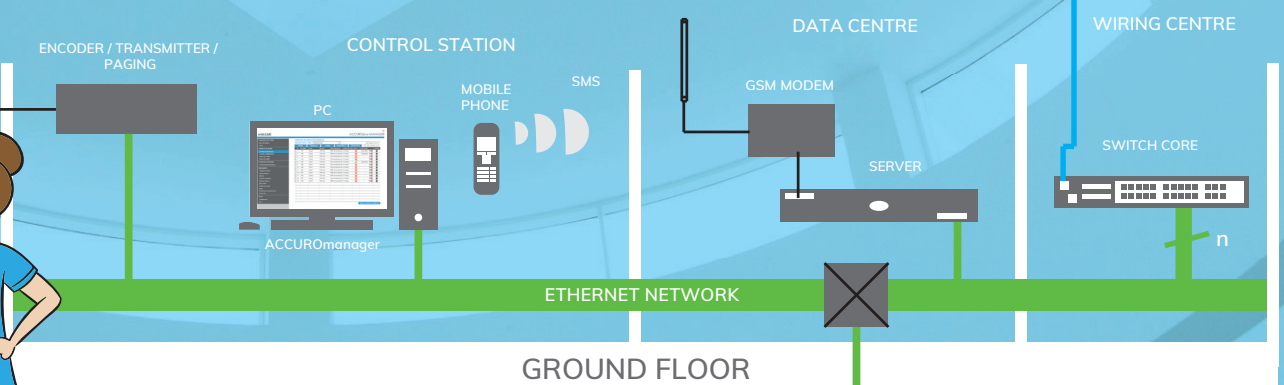 ENCODER / TRANSMITTER /
PAGING
CONTROL STATION
PC
MOBILE
PHONE
SMS
ACCUROmanager
DATA CENTRE
GSM MODEM
SERVER
WIRING CENTRE
SWITCH CORE
n
ETHERNET NETWORK
GROUND FLOOR